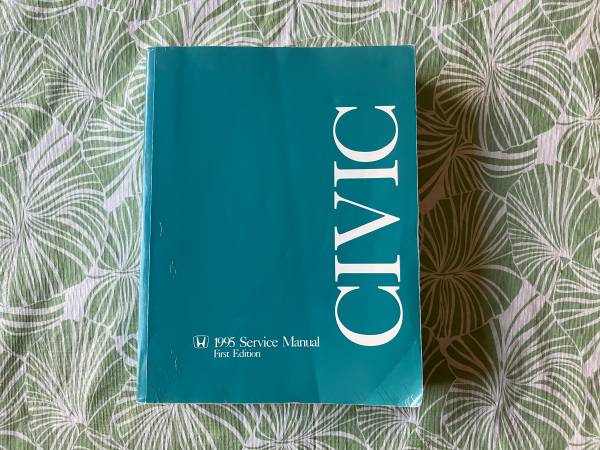 CIVIC
1995 Service Manual
First Edition